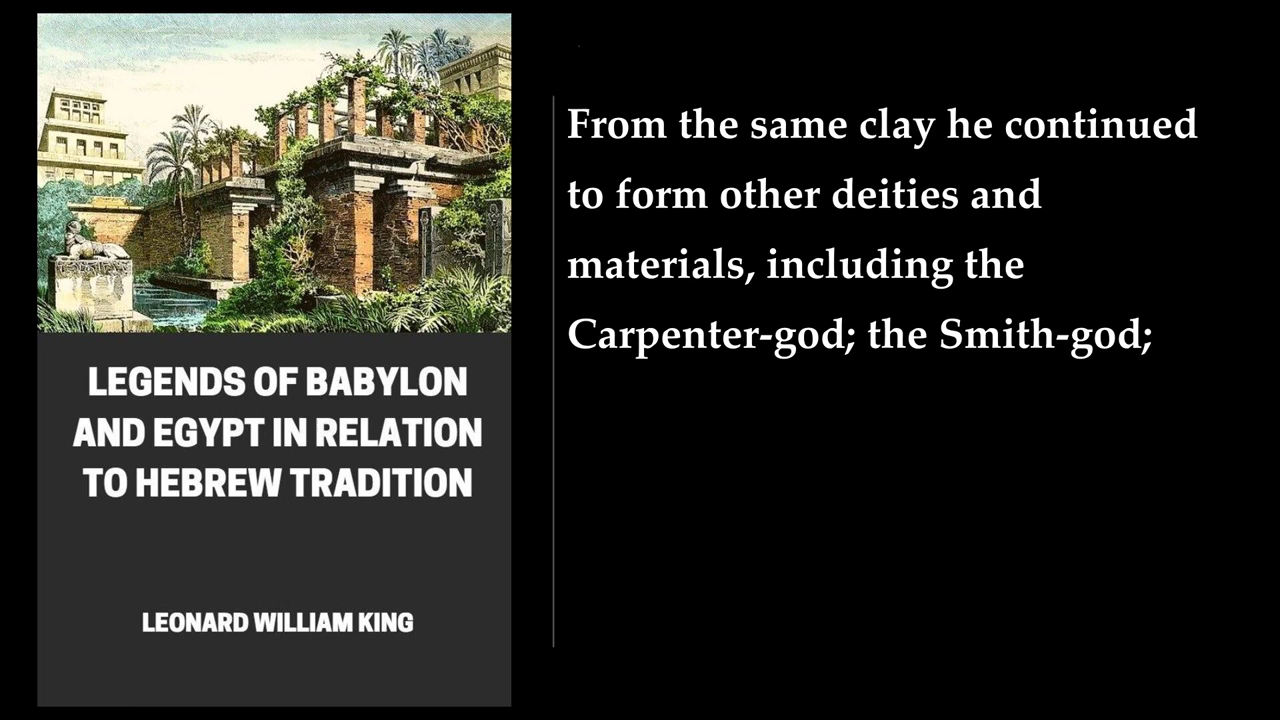 LEGENDS OF BABYLON
AND EGYPT IN RELATION
TO HEBREW TRADITION
LEONARD WILLIAM KING
From the same clay he continued
to form other deities and
materials, including the
Carpenter-god; the Smith-god;